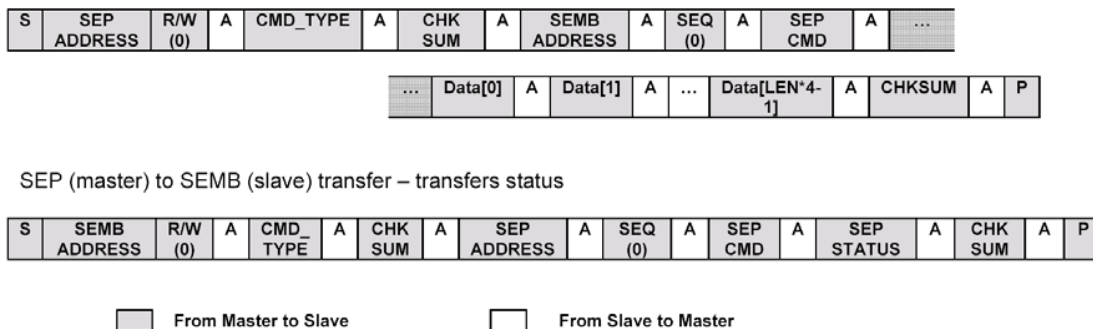 S SEP ADDRESS R/W (0) A CMD_TYPE A CHK SUM A SEMB ADDRESS A SEQ (0) A SEP CMD A ...
... Data[0] A Data[1] A ... Data[LEN*4-1] A CHKSUM A P
SEP (master) to SEMB (slave) transfer – transfers status
S SEMB ADDRESS R/W (0) A CMD_ TYPE A CHK SUM A SEP ADDRESS A SEQ (0) A SEP CMD A SEP STATUS A CHK SUM A P
From Master to Slave From Slave to Master